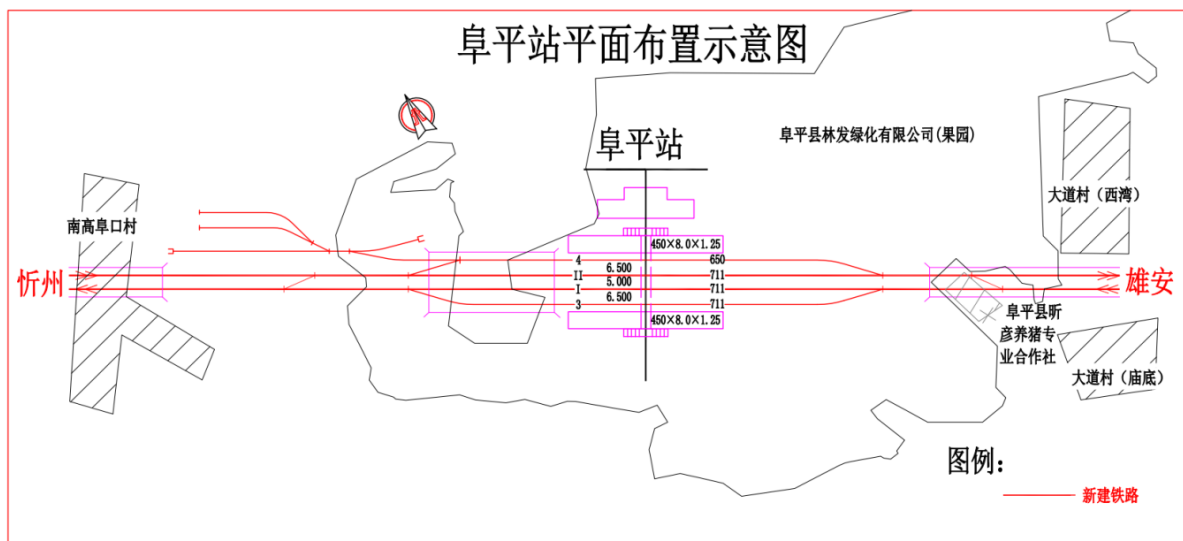 阜平站平面布置示意图
阜平站
阜平县林发绿化有限公司(果园)
大道村（西湾）
南高阜口村
450×8.0×1.25
4
650
6.500
忻州
II
711
雄安
5.000
I
711
6.500
3
711
450×8.0×1.25
阜平县昕
彦养猪专
业合作社
大道村（庙底）
图例：
新建铁路